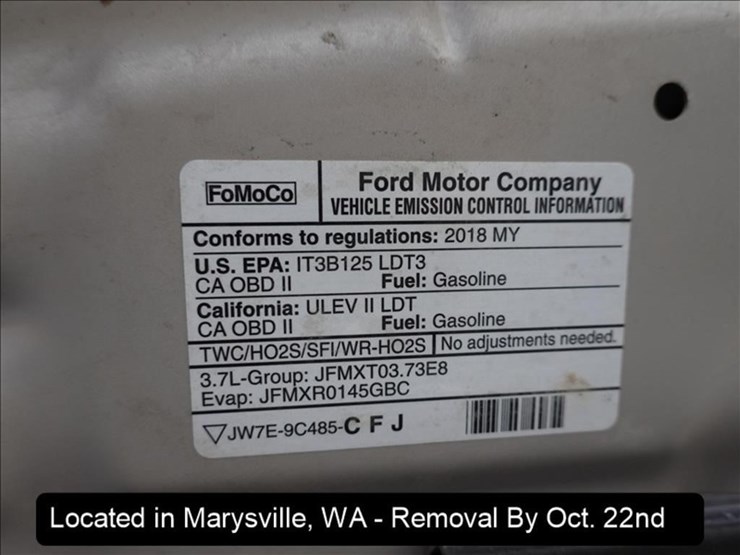 FoMoCo
Ford Motor Company
VEHICLE EMISSION CONTROL INFORMATION
Conforms to regulations: 2018 MY
U.S. EPA: IT3B125 LDT3
CA OBD II Fuel: Gasoline
California: ULEV II LDT
CA OBD II Fuel: Gasoline
TWC/HO2S/SFI/WR-HO2S No adjustments needed.
3.7L-Group: JFMXT03.73E8
Evap: JFMXR0145GBC
JW7E-9C485-C F J
Located in Marysville, WA - Removal By Oct. 22nd